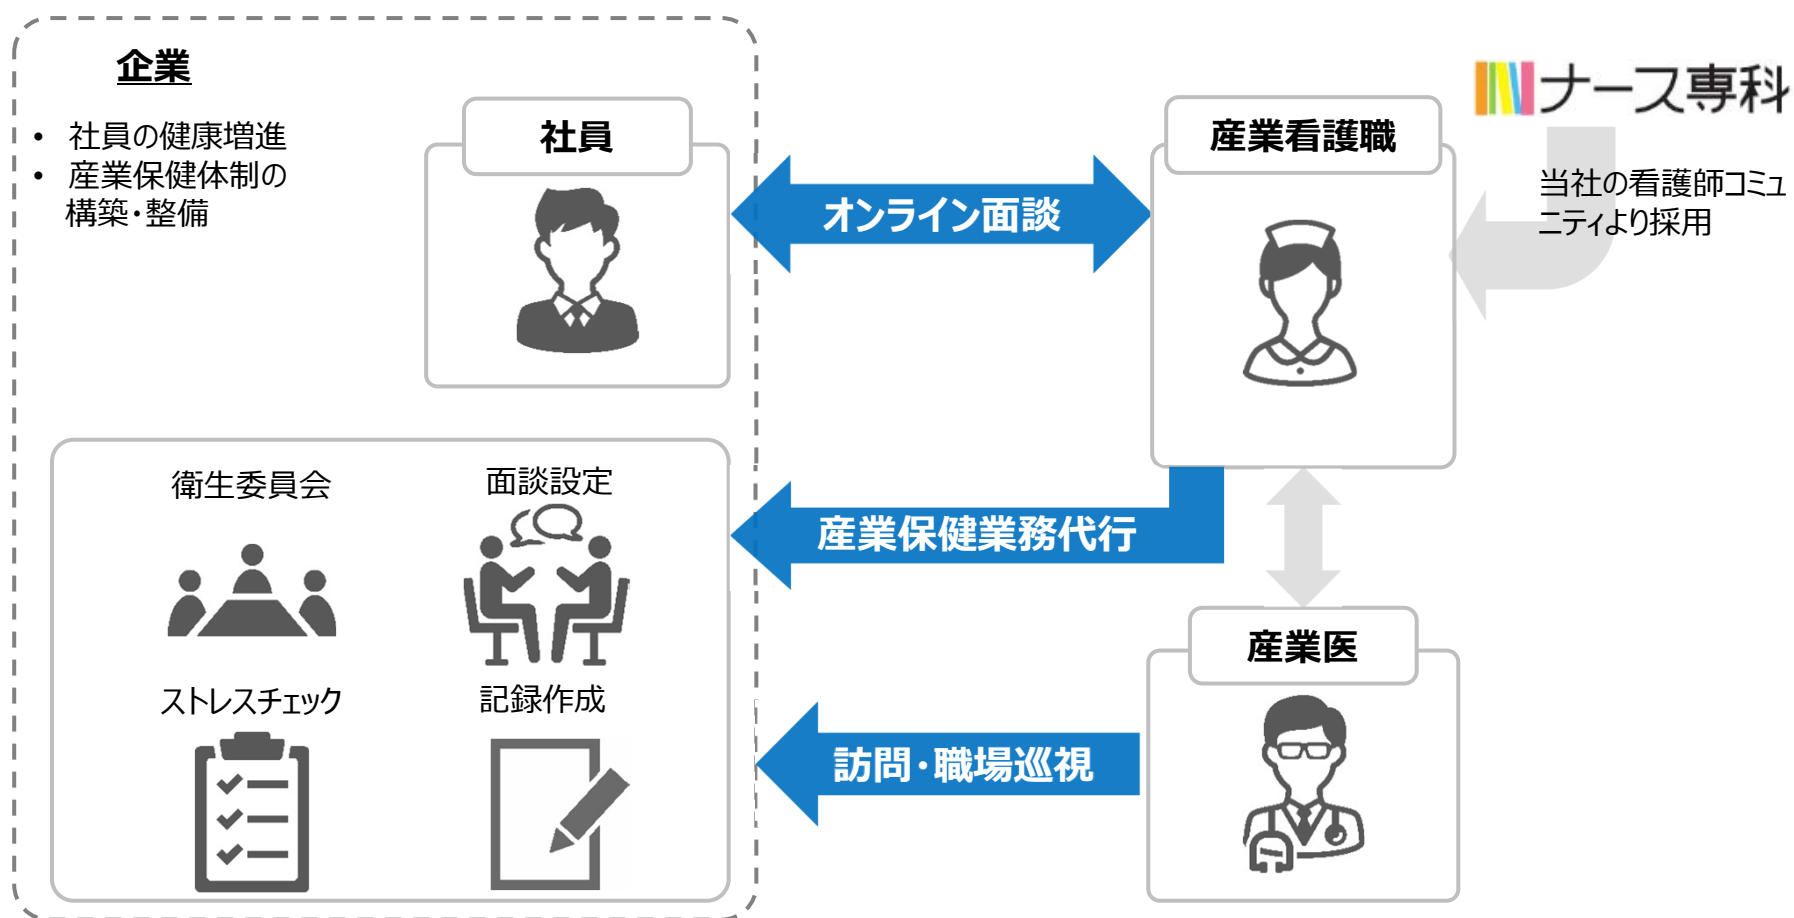 企業
• 社員の健康増進
• 産業保健体制の
構築・整備
社員
オンライン面談
産業看護職
ナース専科
当社の看護師コミュ
ニティより採用
衛生委員会
面談設定
産業保健業務代行
ストレスチェック
記録作成
産業医
訪問・職場巡視